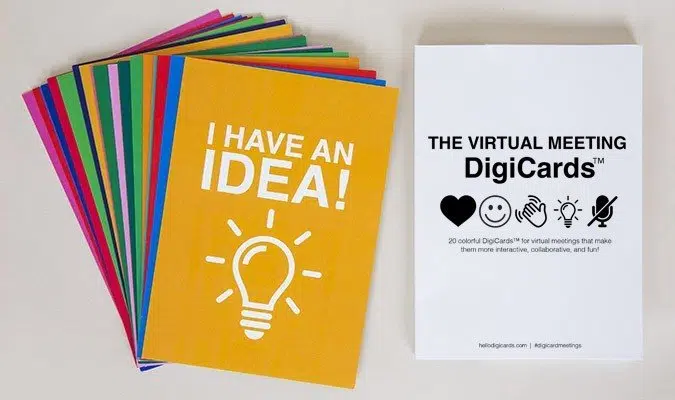 I HAVE AN
IDEA!
THE VIRTUAL MEETING
DigiCards™
20 colorful DigiCards™ for virtual meetings that make
them more interactive, collaborative, and fun!
hellodigicards.com | #digicardmeetings